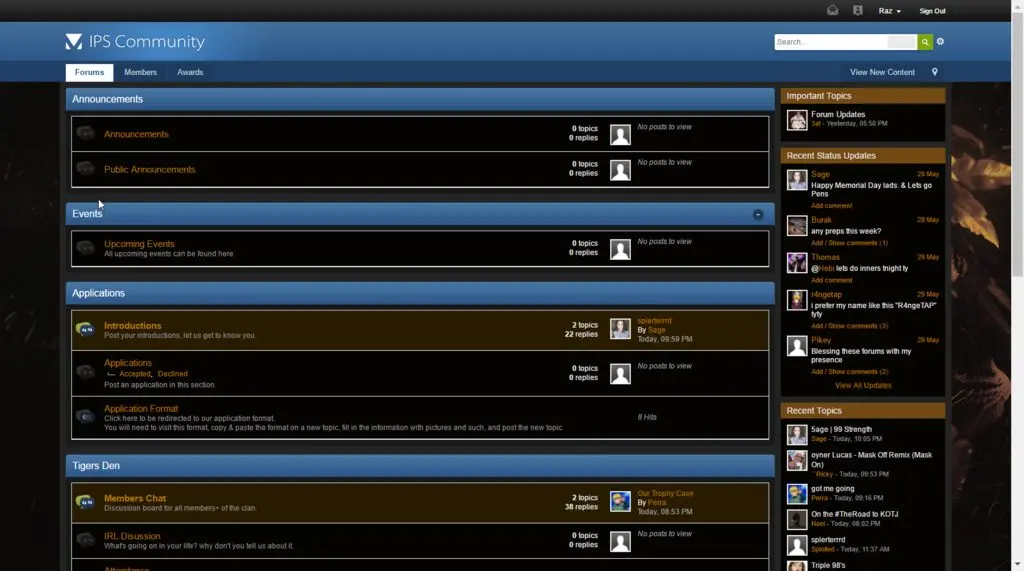 Raz
Sign Out
IPS Community
Search...
Forums
Members
Awards
View New Content
Announcements
Announcements
0 topics
0 replies
No posts to view
Public Announcements
0 topics
0 replies
No posts to view
Events
Upcoming Events
All upcoming events can be found here
0 topics
0 replies
No posts to view
Applications
Introductions
Post your introductions, let us get to know you.
2 topics
22 replies
splerterrrd
By Sage
Today, 09:59 PM
Applications
Accepted, Declined
Post an application in this section.
0 topics
0 replies
No posts to view
Application Format
Click here to be redirected to our application format.
You will need to visit this format, copy & paste the format on a new topic, fill in the information with pictures and such, and post the new topic.
8 Hits
Tigers Den
Members Chat
Discussion board for all members+ of the clan.
2 topics
38 replies
Our Trophy Case
By Perra
Today, 08:53 PM
IRL Disussion
What's going on in your life? why don't you tell us about it.
0 topics
0 replies
No posts to view
Attendance
Important Topics
Forum Updates
- Yesterday, 05:50 PM
Recent Status Updates
Sage
29 May
Happy Memorial Day lads. & Lets go
Pens
Add comment
Burak
29 May
any preps this week?
Add / Show comments (1)
Thomas
29 May
@Hebi lets do inners tnight ty
Add comment
r4ngetap
29 May
i prefer my name like this "R4ngeTAP"
tyty
Add / Show comments (3)
Pikey
29 May
Blessing these forums with my
presence
Add / Show comments (2)
View All Updates
Recent Topics
5age | 99 Strength
Sage - Today, 10:05 PM
oyner Lucas - Mask Off Remix (Mask
On)
``Ricky - Today, 09:53 PM
got me going
Perra - Today, 09:16 PM
On the #TheRoad to KOTJ
Noel - Today, 08:02 PM
splerterrrd
Sploited - Today, 11:37 AM
Triple 98's